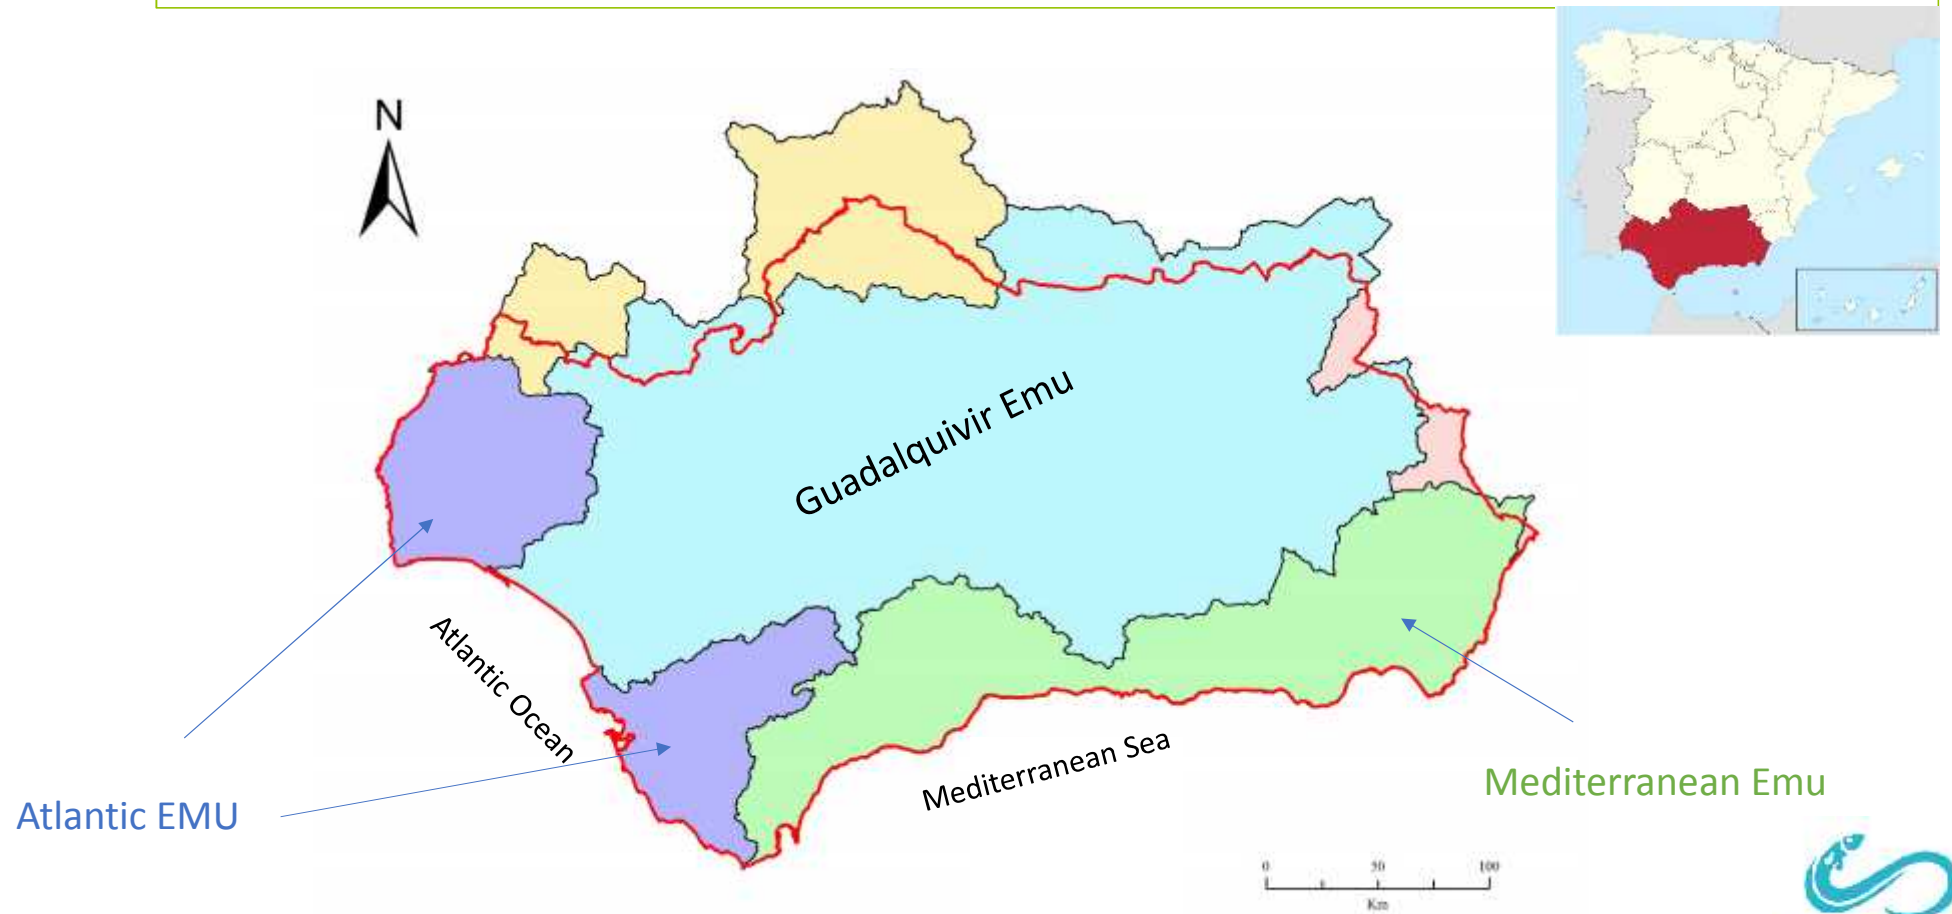 N
Guadalquivir Emu
Atlantic Ocean
Mediterranean Sea
Mediterranean Emu
Atlantic EMU
0 50 100
Km